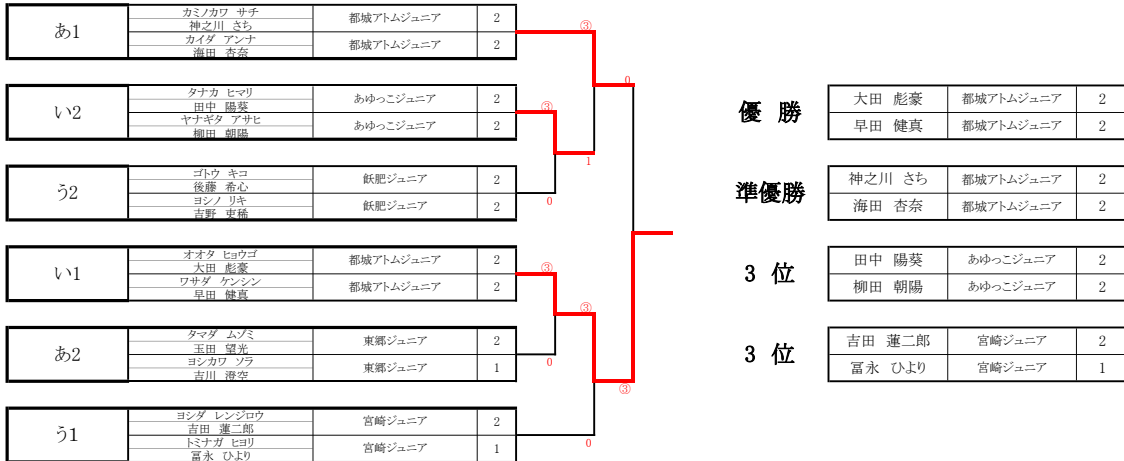 あ1
カミノカワ サチ
神之川 さち
都城アトムジュニア 2
カイダ アンナ
海田 杏奈
都城アトムジュニア 2
③
0
い2
タナカ ヒマリ
田中 陽葵
あゆっこジュニア 2
ヤナギタ アサヒ
柳田 朝陽
あゆっこジュニア 2
③
1
う2
ゴトウ キコ
後藤 希心
飫肥ジュニア 2
ヨシノ リキ
吉野 吏稀
飫肥ジュニア 2
0
い1
オオタ ヒョウゴ
大田 彪豪
都城アトムジュニア 2
ワサダ ケンシン
早田 健真
都城アトムジュニア 2
③
③
あ2
タマダ ムゾミ
玉田 望光
東郷ジュニア 2
ヨシカワ ソラ
吉川 澄空
東郷ジュニア 1
0
③
う1
ヨシダ レンジロウ
吉田 蓮二郎
宮崎ジュニア 2
トミナガ ヒヨリ
冨永 ひより
宮崎ジュニア 1
0
優 勝
大田 彪豪 都城アトムジュニア 2
早田 健真 都城アトムジュニア 2
準優勝
神之川 さち 都城アトムジュニア 2
海田 杏奈 都城アトムジュニア 2
3 位
田中 陽葵 あゆっこジュニア 2
柳田 朝陽 あゆっこジュニア 2
3 位
吉田 蓮二郎 宮崎ジュニア 2
冨永 ひより 宮崎ジュニア 1